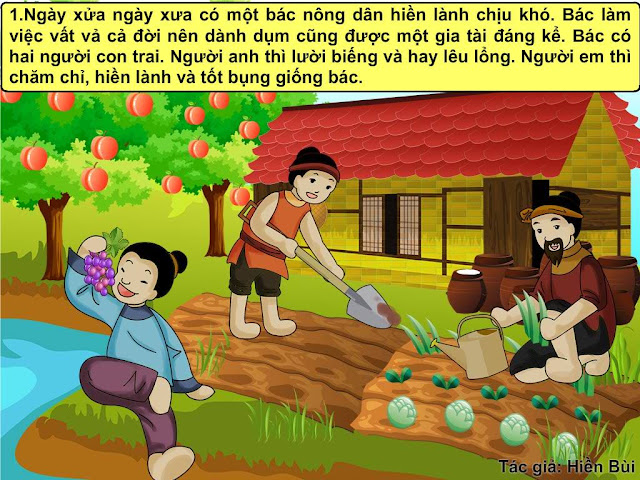 1.Ngày xửa ngày xưa có một bác nông dân hiền lành chịu khó. Bác làm
việc vất vả cả đời nên dành dụm cũng được một gia tài đáng kể. Bác có
hai người con trai. Người anh thì lười biếng và hay lêu lổng. Người em thì
chăm chỉ, hiền lành và tốt bụng giống bác.
Tác giả: Hiền Bùi